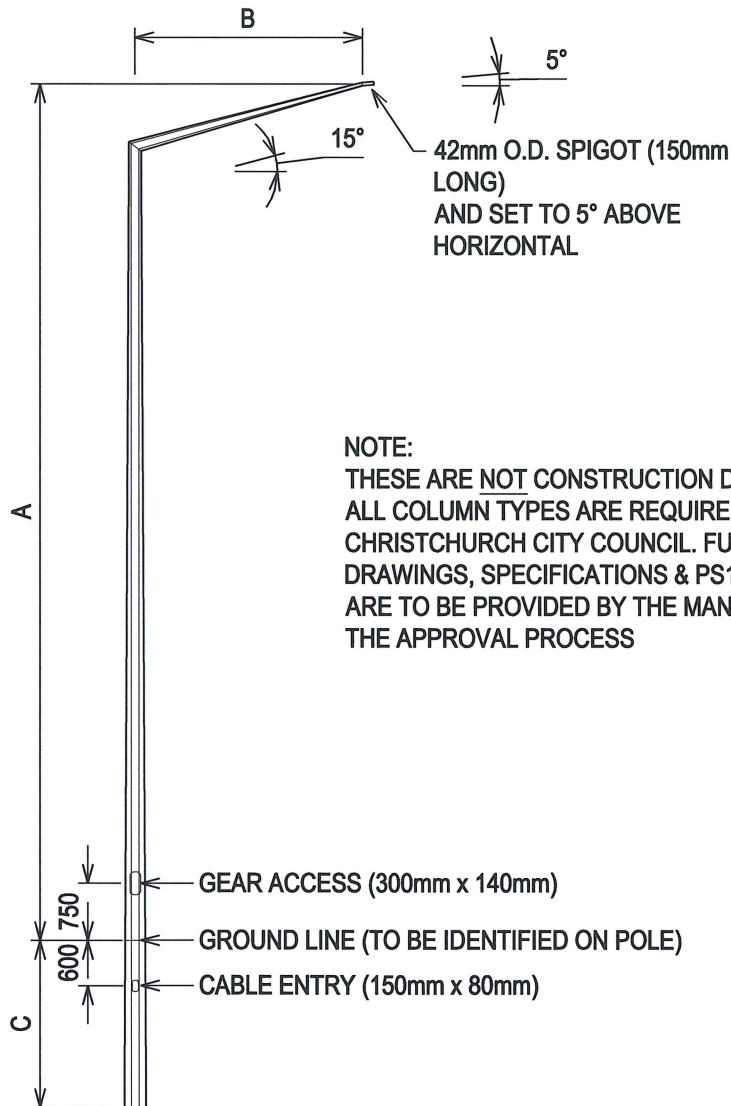 B
5°
15°
42mm O.D. SPIGOT (150mm
LONG)
AND SET TO 5° ABOVE
HORIZONTAL
NOTE:
THESE ARE NOT CONSTRUCTION
ALL COLUMN TYPES ARE
CHRISTCHURCH CITY COUNCIL.
DRAWINGS, SPECIFICATIONS &
ARE TO BE PROVIDED BY THE
THE APPROVAL PROCESS
A
750
GEAR ACCESS (300mm x 140mm)
GROUND LINE (TO BE IDENTIFIED ON POLE)
600
CABLE ENTRY (150mm x 80mm)
C